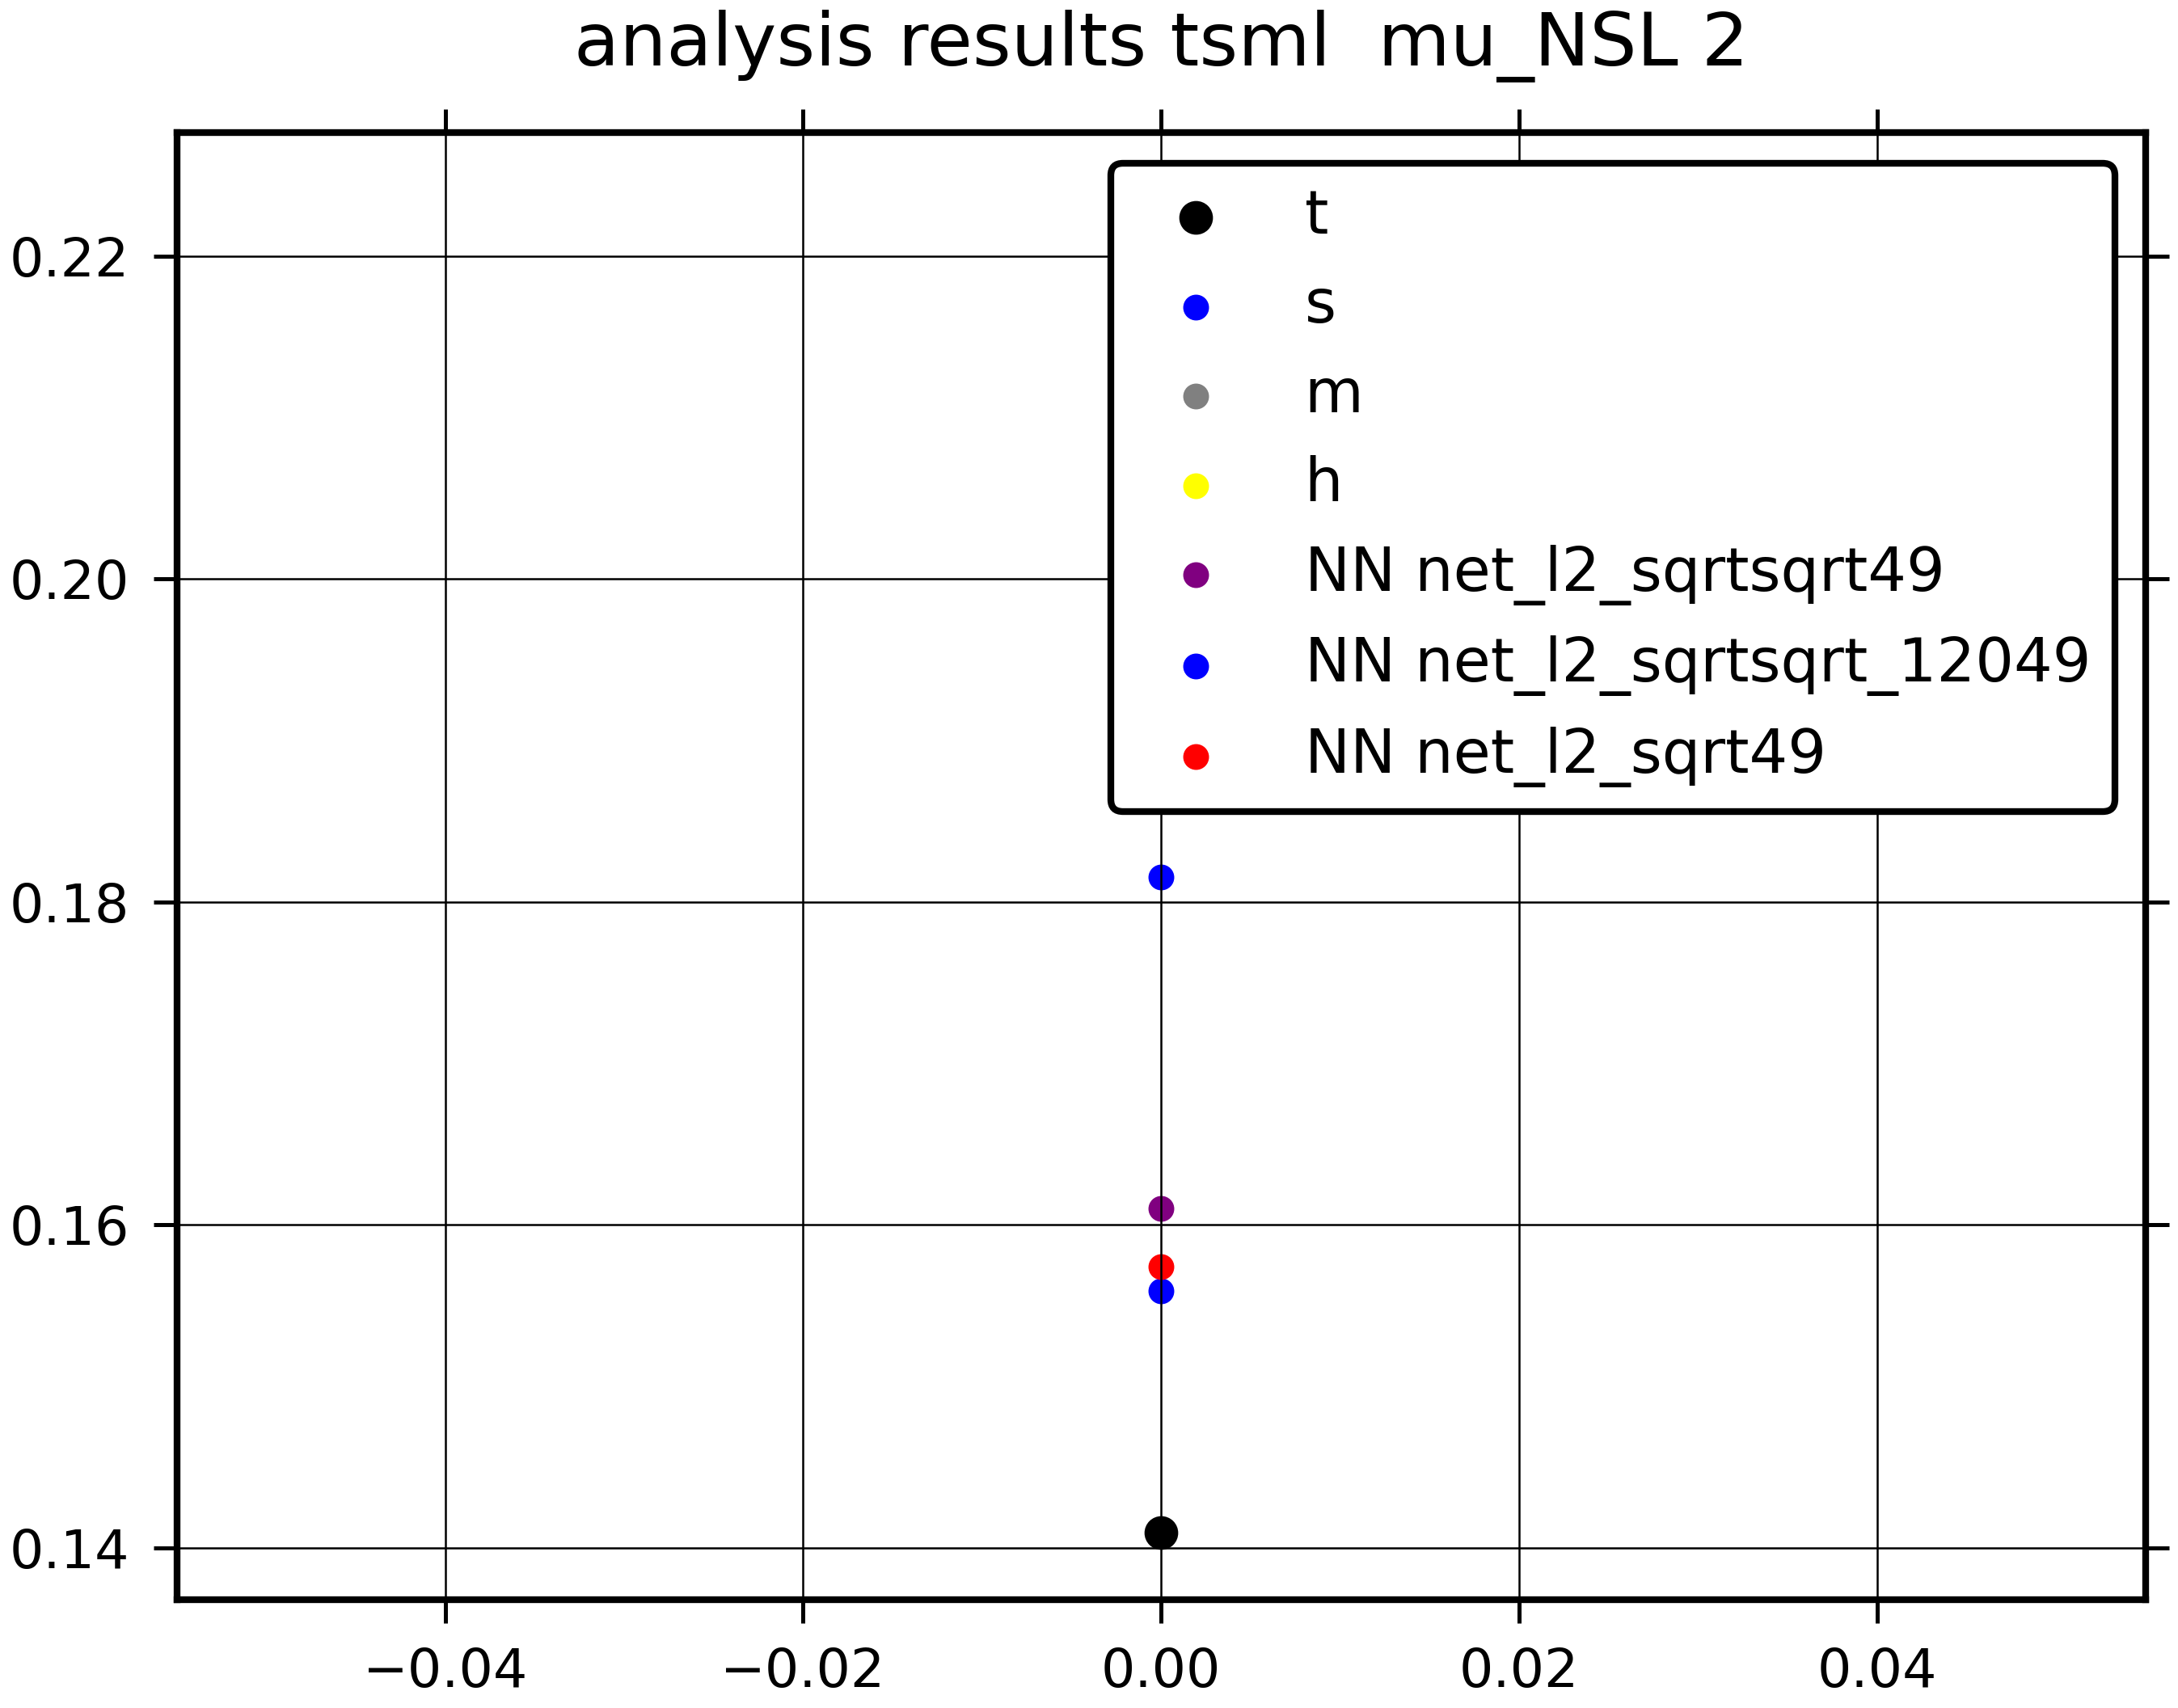 analysis results tsml  mu_NSL 2
0.22
0.20
0.18
0.16
0.14
t
s
m
h
NN net_l2_sqrtsqrt49
NN net_l2_sqrtsqrt_12049
NN net_l2_sqrt49
−0.04 −0.02 0.00 0.02 0.04